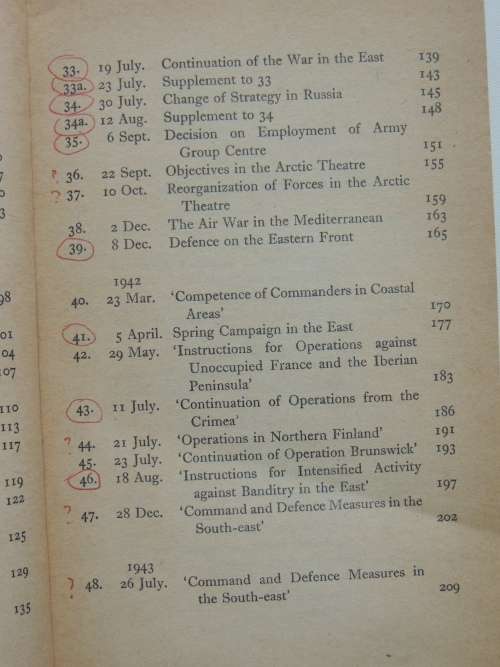 33. 19 July. Continuation of the War in the East 139
33a. 23 July. Supplement to 33 143
34. 30 July. Change of Strategy in Russia 145
34a. 12 Aug. Supplement to 34 148
35. 6 Sept. Decision on Employment of Army
Group Centre 151
? 36. 22 Sept. Objectives in the Arctic Theatre 155
? 37. 10 Oct. Reorganization of Forces in the Arctic
Theatre 159
38. 2 Dec. The Air War in the Mediterranean 163
39. 8 Dec. Defence on the Eastern Front 165
1942
40. 23 Mar. ‘Competence of Commanders in Coastal
Areas’ 170
41. 5 April. Spring Campaign in the East 177
42. 29 May. ‘Instructions for Operations against
Unoccupied France and the Iberian
Peninsula’ 183
43. 11 July. ‘Continuation of Operations from the
Crimea’ 186
? 44. 21 July. ‘Operations in Northern Finland’ 191
45. 23 July. ‘Continuation of Operation Brunswick’ 193
46. 18 Aug. ‘Instructions for Intensified Activity
against Banditry in the East’ 197
? 47. 28 Dec. ‘Command and Defence Measures in the
South-east’ 202
1943
? 48. 26 July. ‘Command and Defence Measures in
the South-east’ 209
110
113
117
119
122
125
129
135